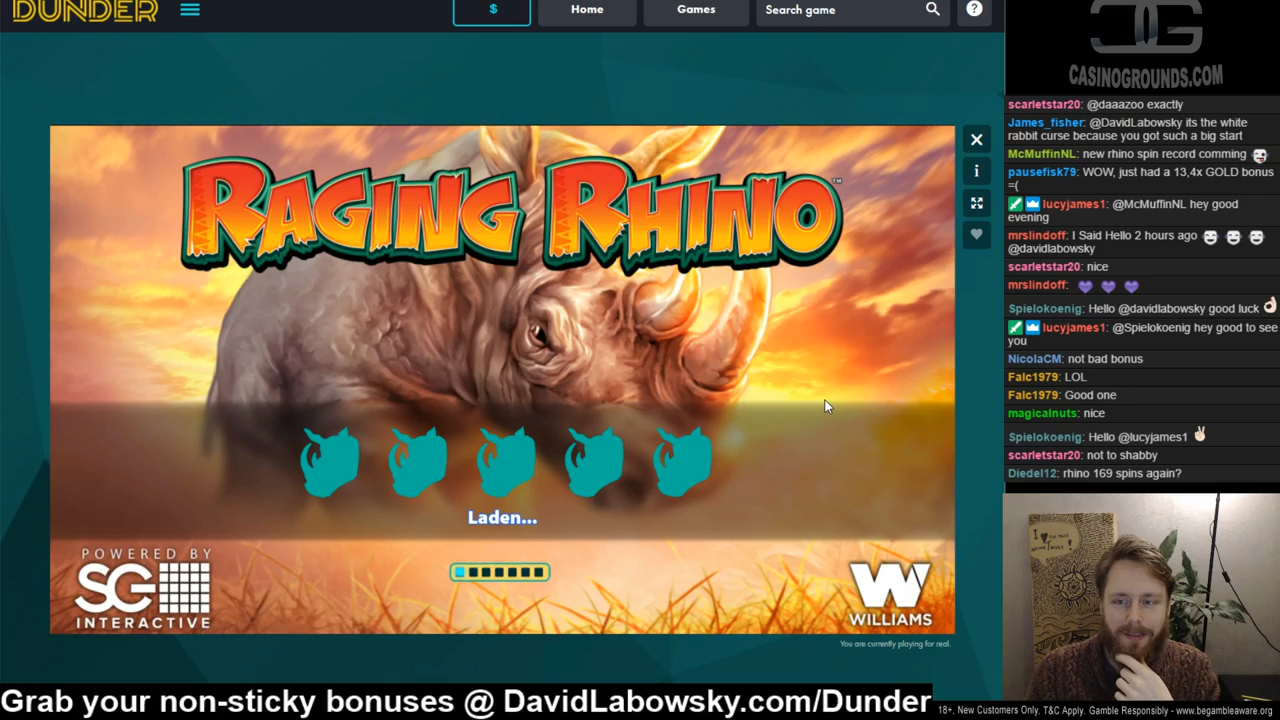 DUNDER
$ Home Games Search game ?
RAGING RHINO™
Laden...
POWERED BY
SG
INTERACTIVE
W
WILLIAMS
You are currently playing for real.
CG
CASINOGROUNDS.COM
scarletstar20: @daaazoo exactly
James_fisher: @DavidLabowsky its the white
rabbit curse because you got such a big start
McMuffinNL: new rhino spin record comming
pausefisk79: WOW, just had a 13,4x GOLD bonus
=(
lucyjames1: @McMuffinNL hey good
evening
mrslindoff: I Said Hello 2 hours ago
@davidlabowsky
scarletstar20: nice
mrslindoff:
Spielokoenig: Hello @davidlabowsky good luck
lucyjames1: @Spielokoenig hey good to see
you
NicolaCM: not bad bonus
Falc1979: LOL
Falc1979: Good one
magicalnuts: nice
Spielokoenig: Hello @lucyjames1
scarletstar20: not to shabby
Diedel12: rhino 169 spins again?
Grab your non-sticky bonuses @ DavidLabowsky.com/Dunder
18+, New Customers Only, T&C Apply. Gamble Responsibly - www.begambleaware.org